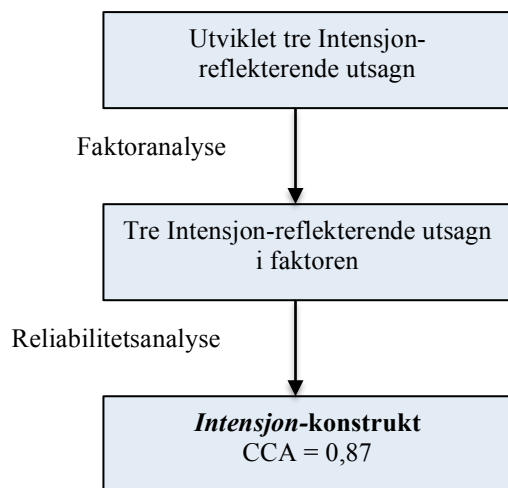 Utviklet tre Intensjon-
reflekterende utsagn
Faktoranalyse
Tre Intensjon-reflekterende utsagn
i faktoren
Reliabilitetsanalyse
Intensjon-konstrukt
CCA = 0,87